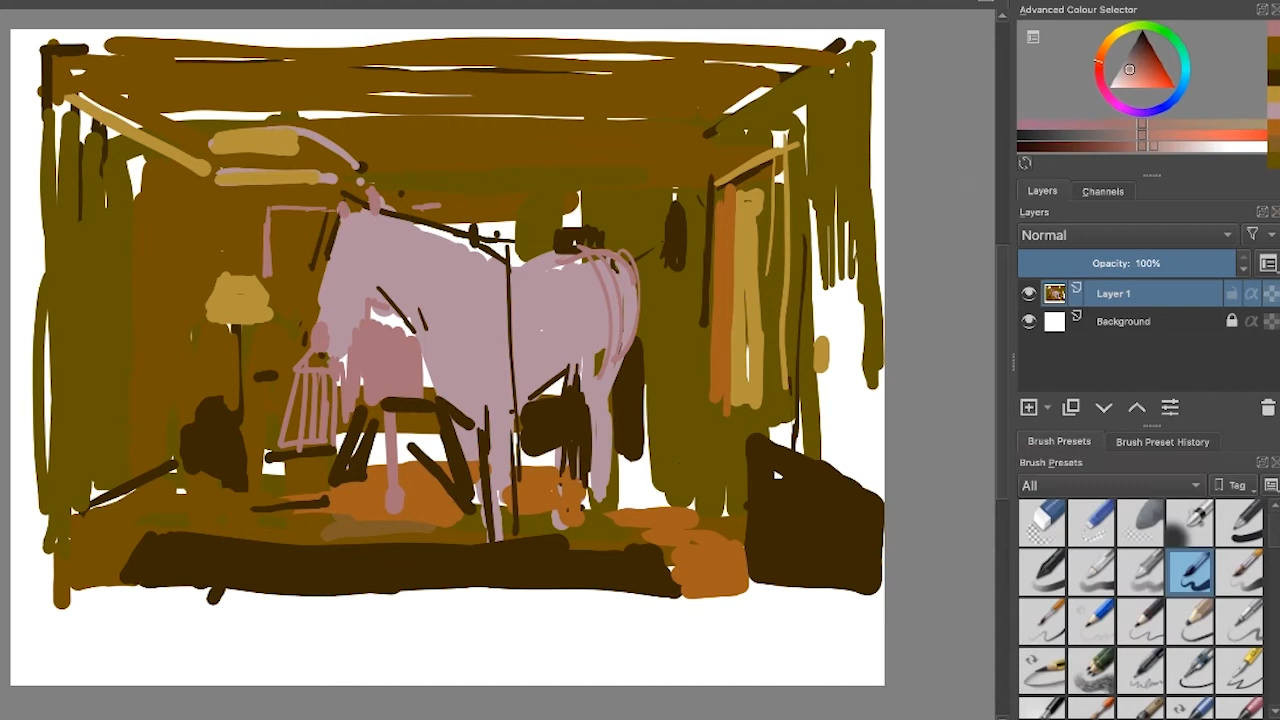 Advanced Colour Selector
Layers
Channels
Layers
Normal
Opacity: 100%
Layer 1
Background
Brush Presets
Brush Preset History
Brush Presets
All
Tag